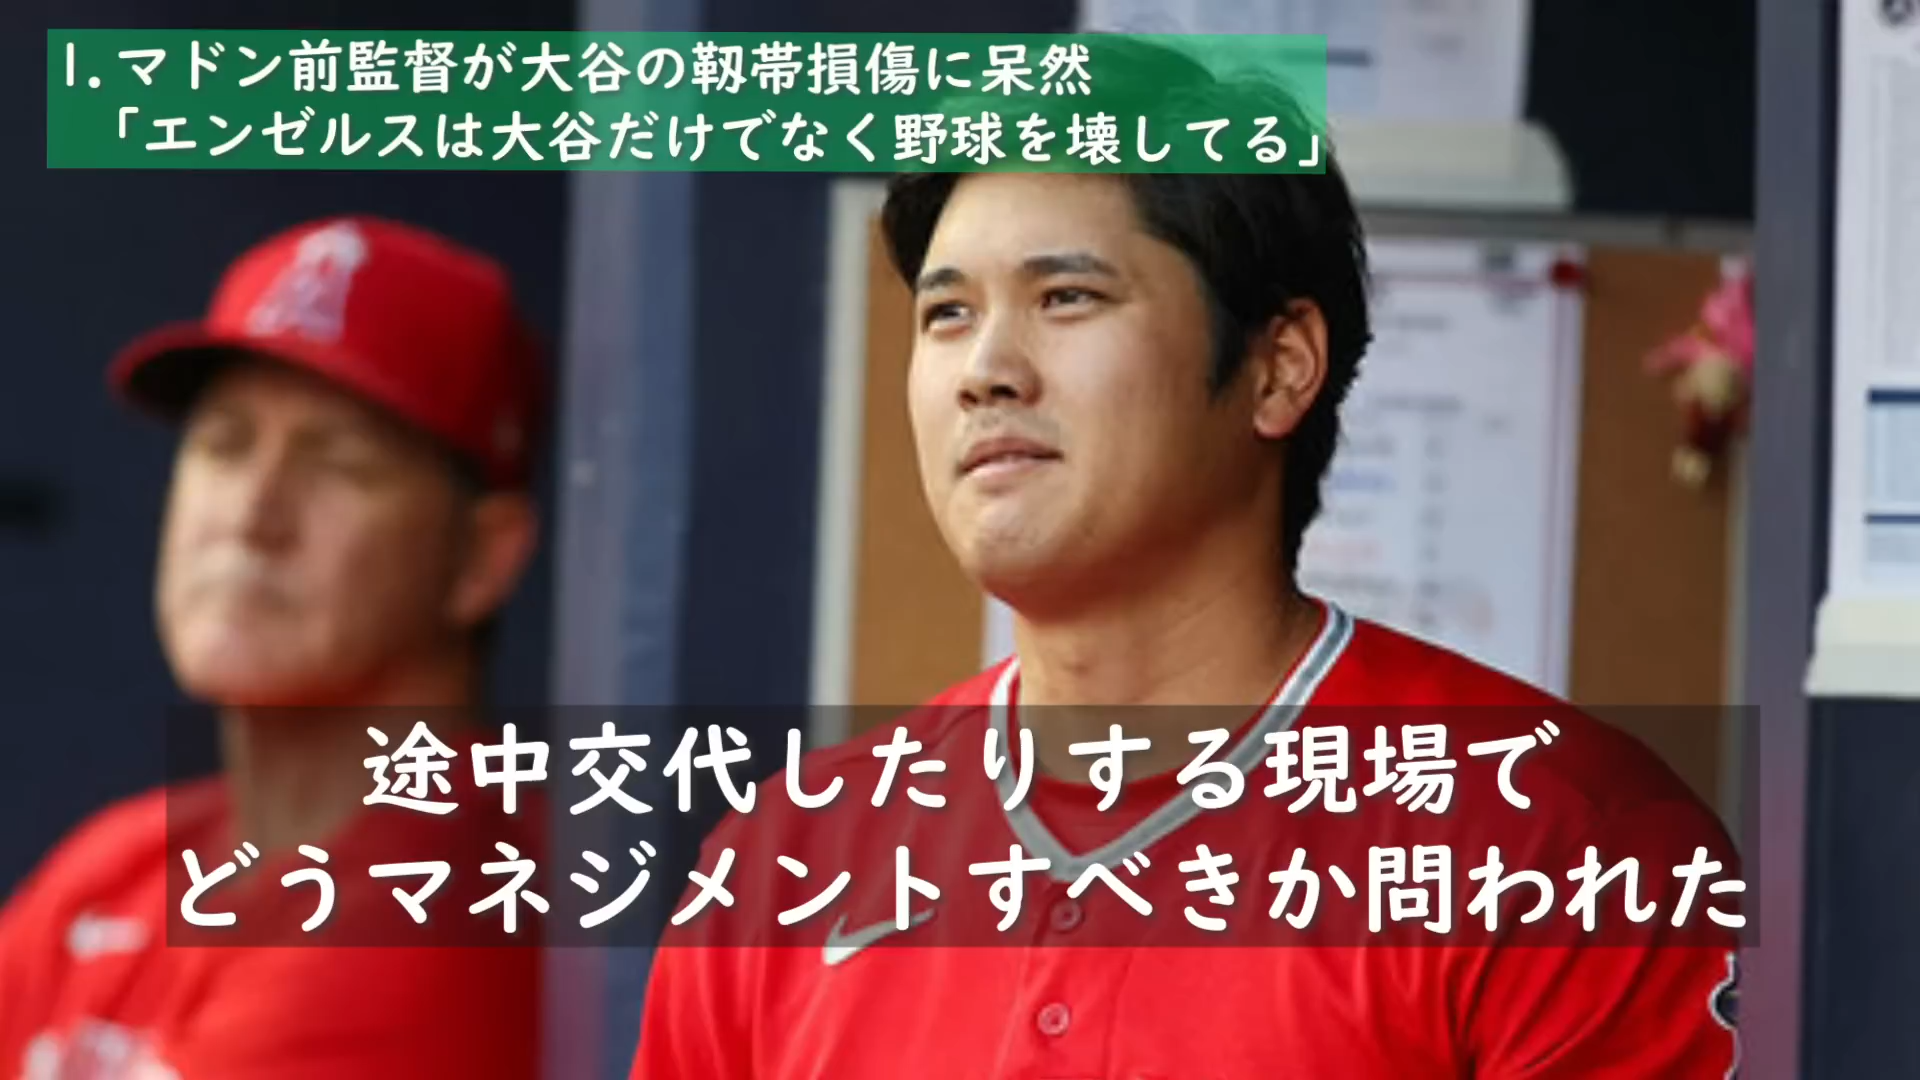 1. マドン前監督が大谷の靱帯損傷に呆然
「エンゼルスは大谷だけでなく野球を壊してる」
途中交代したりする現場で
どうマネジメントすべきか問われた